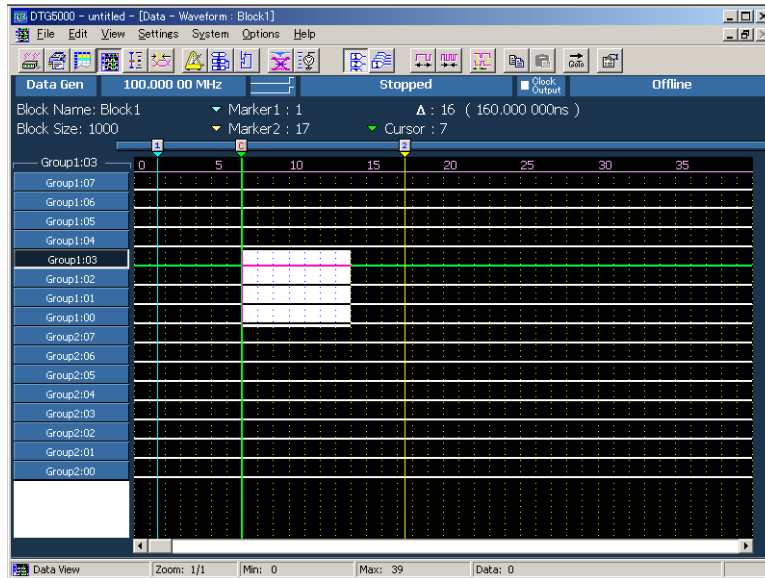 DTG5000 - untitled - [Data - Waveform : Block1]
File Edit View Settings System Options Help
Data Gen 100.000 00 MHz Stopped Clock Output Offline
Block Name: Block1 Marker1 : 1 Δ : 16 ( 160.000 000ns )
Block Size: 1000 Marker2 : 17 Cursor : 7
1 C 2
Group1:03 0 5 10 15 20 25 30 35
Group1:07
Group1:06
Group1:05
Group1:04
Group1:03
Group1:02
Group1:01
Group1:00
Group2:07
Group2:06
Group2:05
Group2:04
Group2:03
Group2:02
Group2:01
Group2:00
Data View Zoom: 1/1 Min: 0 Max: 39 Data: 0